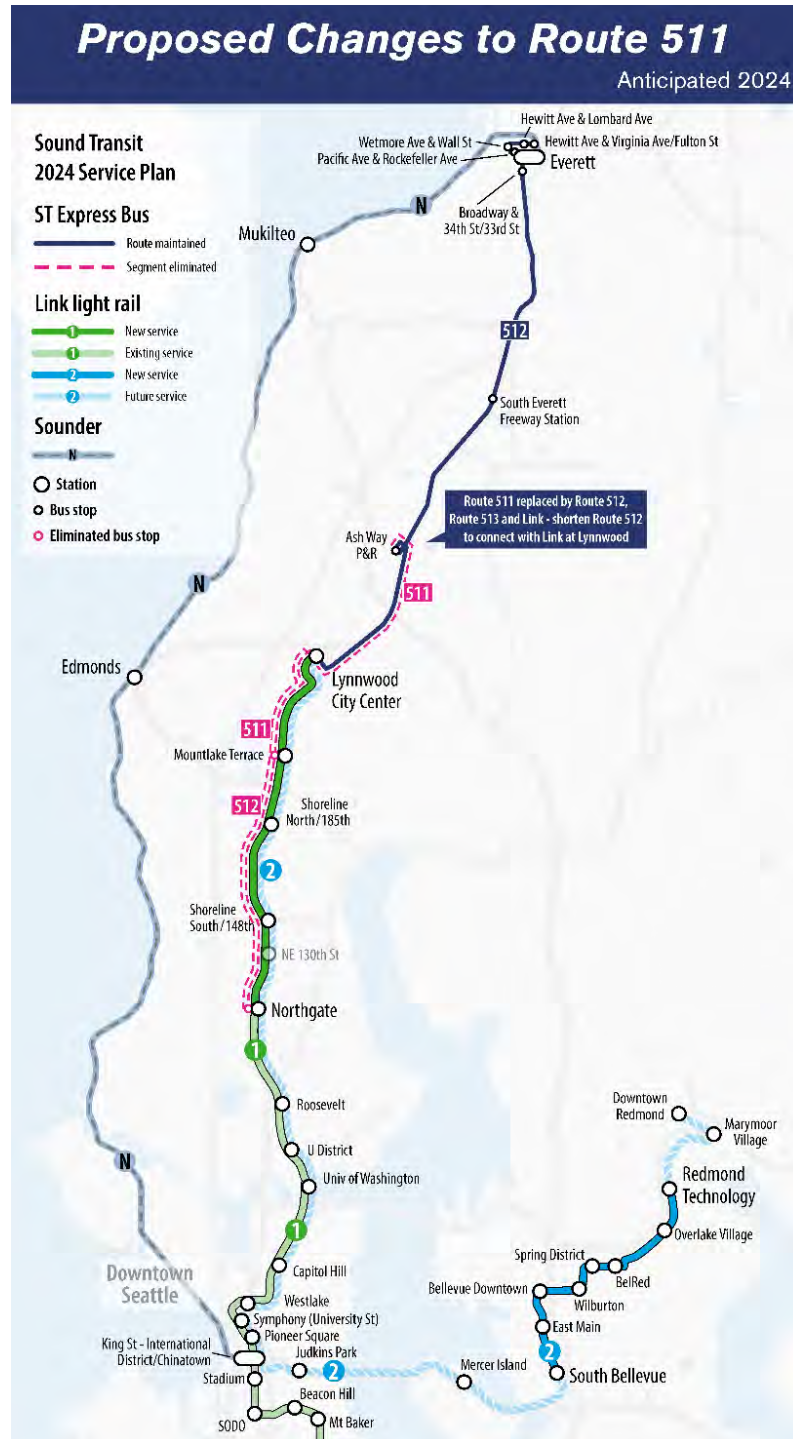 Proposed Changes to Route 511
Anticipated 2024
Sound Transit
2024 Service Plan
ST Express Bus
Route maintained
Segment eliminated
Link light rail
1 New service
1 Existing service
2 New service
2 Future service
Sounder
N
Station
Bus stop
Eliminated bus stop
Hewitt Ave & Lombard Ave
Wetmore Ave & Wall St
Hewitt Ave & Virginia Ave/Fulton St
Pacific Ave & Rockefeller Ave
Everett
Broadway &
34th St/33rd St
N
Mukilteo
512
South Everett
Freeway Station
Route 511 replaced by Route 512,
Route 513 and Link - shorten Route 512
to connect with Link at Lynnwood
Ash Way
P&R
511
N
Edmonds
Lynnwood
City Center
511
Mountlake Terrace
512
Shoreline
North/185th
2
Shoreline
South/148th
NE 130th St
Northgate
1
Roosevelt
U District
Univ of Washington
N
1
Capitol Hill
Downtown
Seattle
Westlake
Symphony (University St)
Pioneer Square
King St - International
District/Chinatown
Judkins Park
2
Stadium
Beacon Hill
SODO
Mt Baker
Mercer Island
Downtown
Redmond
Marymoor
Village
Redmond
Technology
Overlake Village
Spring District
BelRed
Bellevue Downtown
Wilburton
East Main
2
South Bellevue